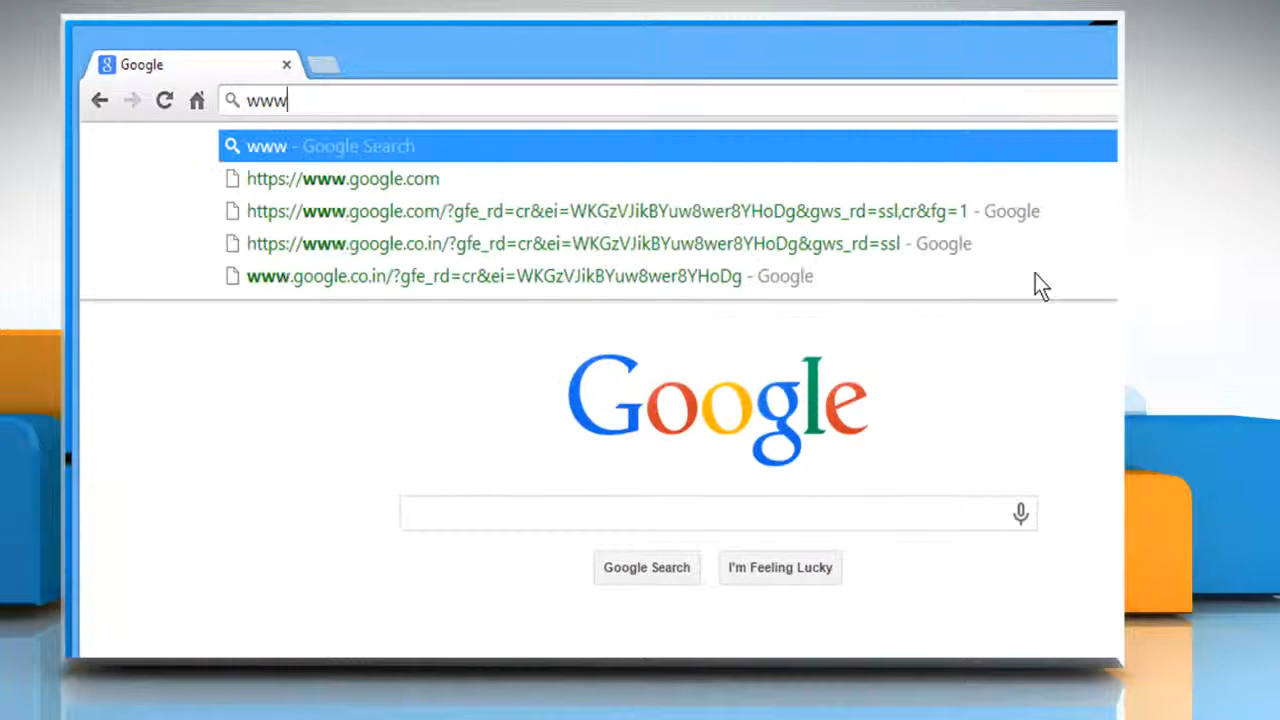 Google
www
www - Google Search
https://www.google.com
https://www.google.com/?gfe_rd=cr&ei=WKGzVJikBYuw8wer8YHoDg&gws_rd=ssl,cr&fg=1 - Google
https://www.google.co.in/?gfe_rd=cr&ei=WKGzVJikBYuw8wer8YHoDg&gws_rd=ssl - Google
www.google.co.in/?gfe_rd=cr&ei=WKGzVJikBYuw8wer8YHoDg - Google
Google
Google Search I'm Feeling Lucky